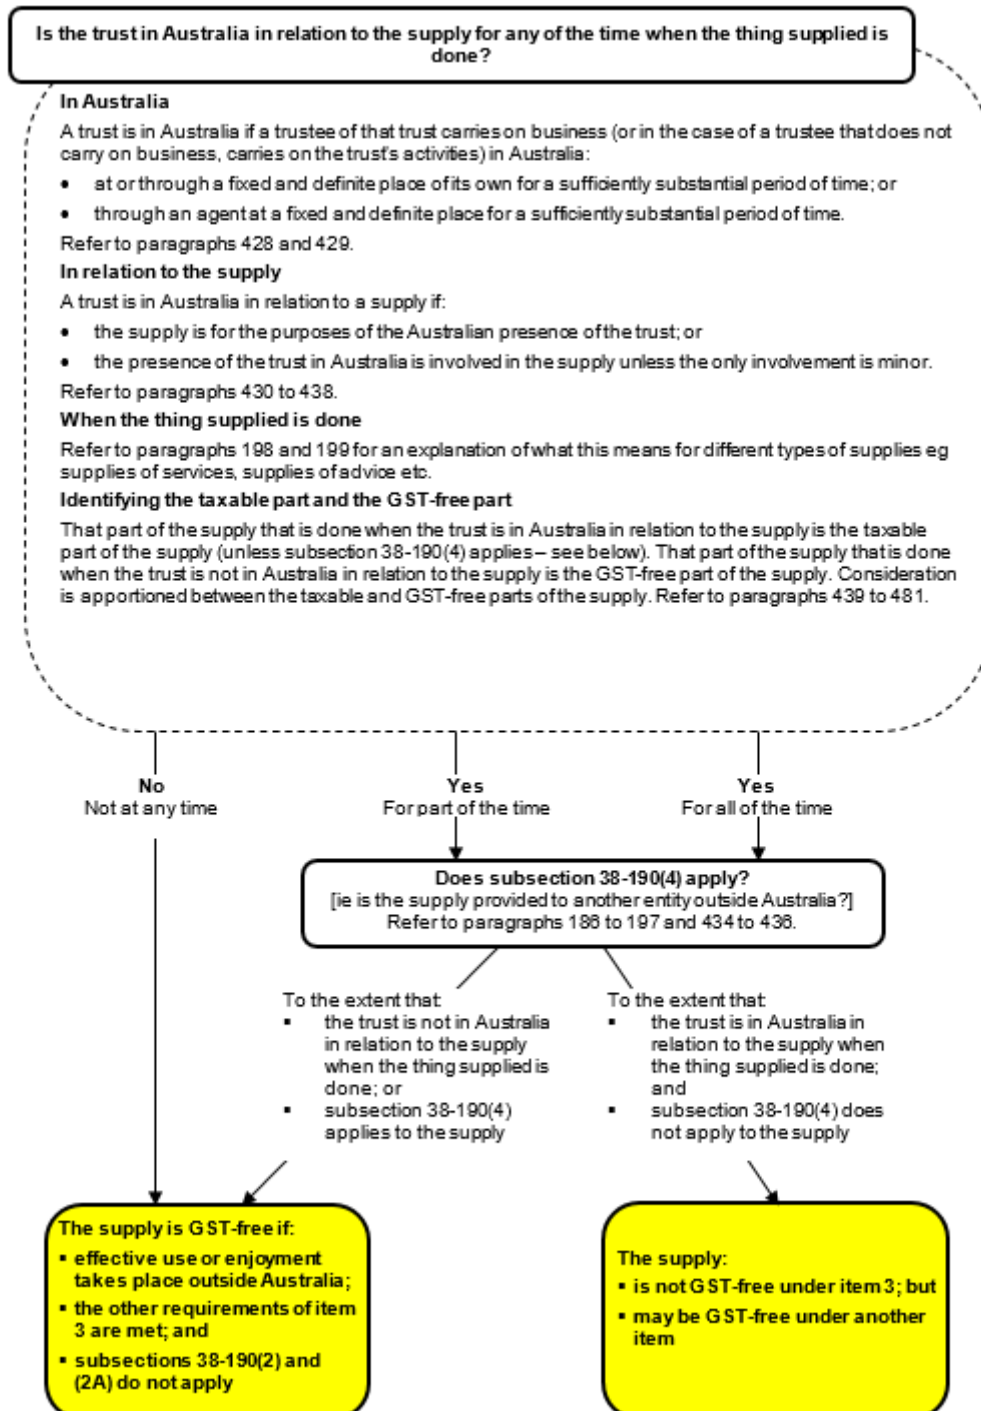 Is the trust in Australia in relation to the supply for any of the time when the thing supplied is
done?
In Australia
A trust is in Australia if a trustee of that trust carries on business (or in the case of a trustee that does not
carry on business, carries on the trust's activities) in Australia:
• at or through a fixed and definite place of its own for a sufficiently substantial period of time; or
• through an agent at a fixed and definite place for a sufficiently substantial period of time.
Refer to paragraphs 428 and 429.
In relation to the supply
A trust is in Australia in relation to a supply if:
• the supply is for the purposes of the Australian presence of the trust; or
• the presence of the trust in Australia is involved in the supply unless the only involvement is minor.
Refer to paragraphs 430 to 438.
When the thing supplied is done
Refer to paragraphs 198 and 199 for an explanation of what this means for different types of supplies eg
supplies of services, supplies of advice etc.
Identifying the taxable part and the GST-free part
That part of the supply that is done when the trust is in Australia in relation to the supply is the taxable
part of the supply (unless subsection 38-190(4) applies – see below). That part of the supply that is done
when the trust is not in Australia in relation to the supply is the GST-free part of the supply. Consideration
is apportioned between the taxable and GST-free parts of the supply. Refer to paragraphs 439 to 481.
No
Not at any time
Yes
For part of the time
Yes
For all of the time
Does subsection 38-190(4) apply?
[ie is the supply provided to another entity outside Australia?]
Refer to paragraphs 186 to 197 and 434 to 436.
To the extent that:
▪ the trust is not in Australia
in relation to the supply
when the thing supplied is
done; or
▪ subsection 38-190(4)
applies to the supply
To the extent that:
▪ the trust is in Australia in
relation to the supply when
the thing supplied is done;
and
▪ subsection 38-190(4) does
not apply to the supply
The supply is GST-free if:
▪ effective use or enjoyment
takes place outside Australia;
▪ the other requirements of item
3 are met; and
▪ subsections 38-190(2) and
(2A) do not apply
The supply:
▪ is not GST-free under item 3; but
▪ may be GST-free under another
item